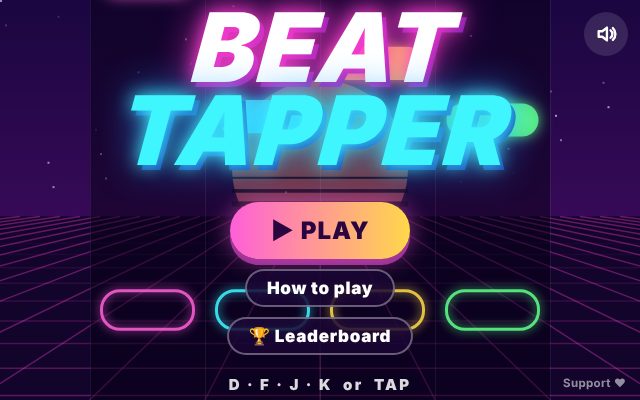 BEAT
TAPPER
▶ PLAY
How to play
🏆 Leaderboard
D · F · J · K or TAP
Support ♥